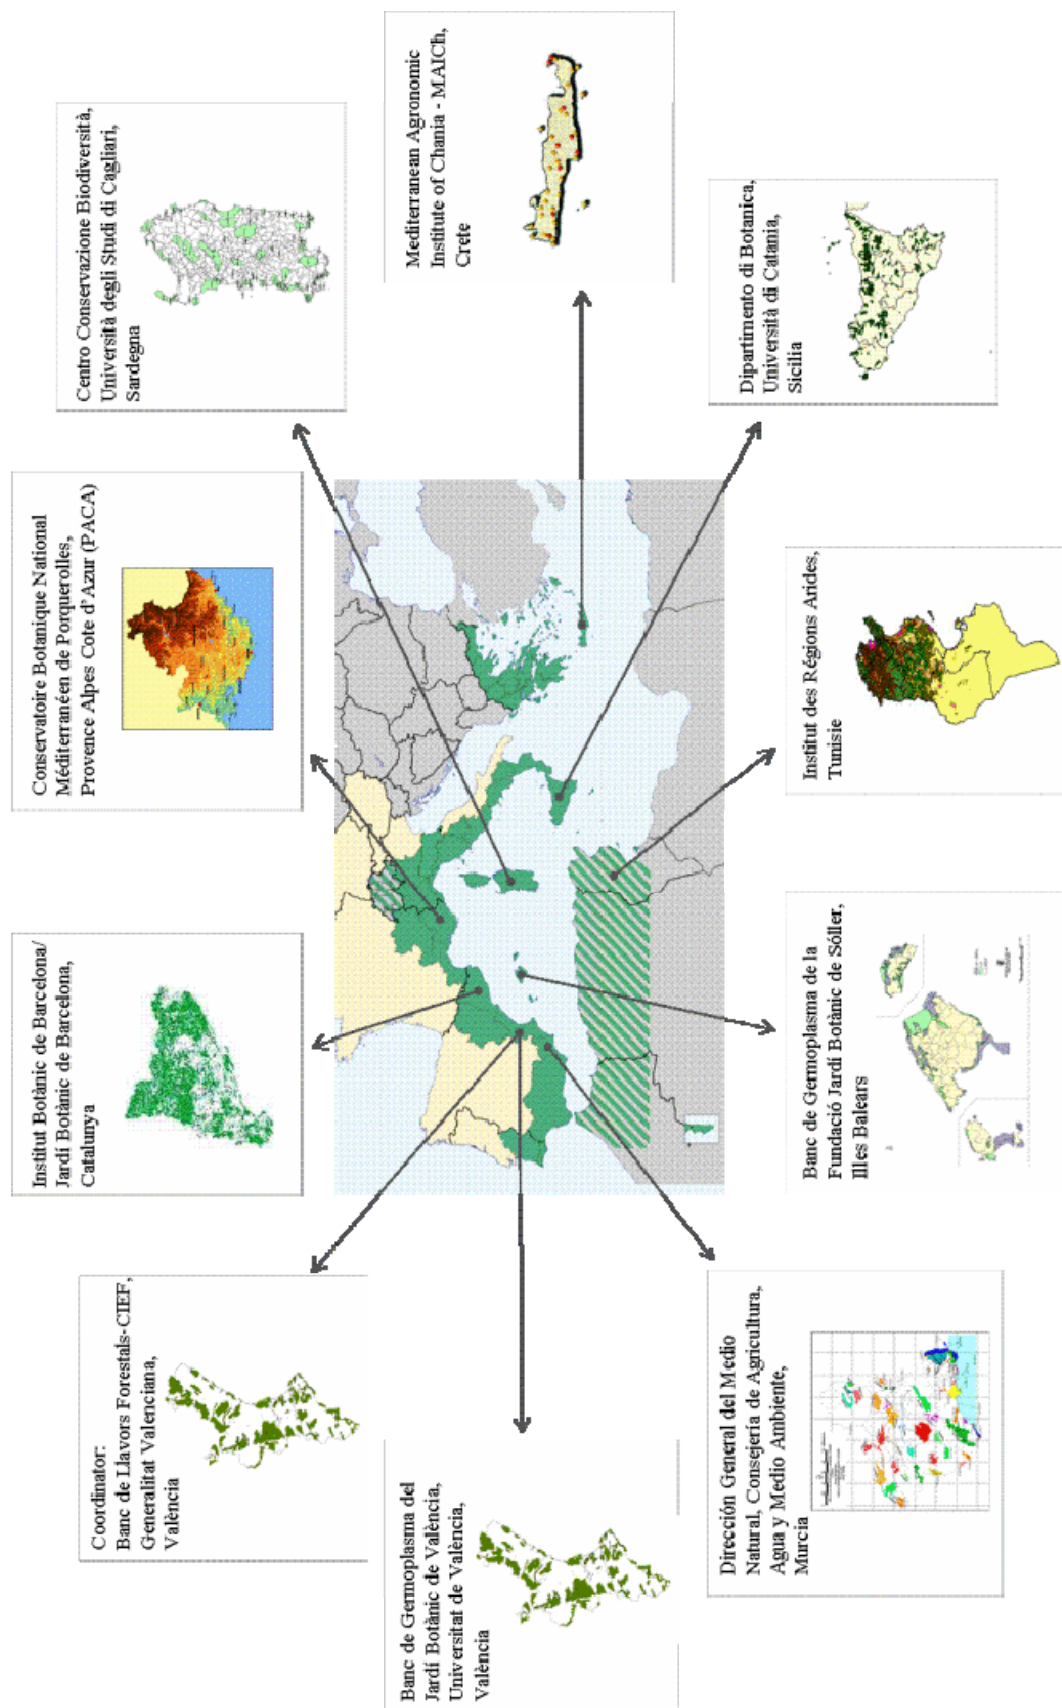 Coordinator:
Banc de Llavors Forestals-CIEF,
Generalitat Valenciana,
València
Institut Botànic de Barcelona/
Jardí Botànic de Barcelona,
Catalunya
Conservatoire Botanique National
Méditerranéen de Porquerolles,
Provence Alpes Cote d'Azur (PACA)
Centro Conservazione Biodiversità,
Università degli Studi di Cagliari,
Sardegna
Banc de Germoplasma del
Jardí Botànic de València,
Universitat de València,
València
Mediterranean Agronomic
Institute of Chania - MAICh,
Crete
Dirección General del Medio
Natural, Consejería de Agricultura,
Agua y Medio Ambiente,
Murcia
Banc de Germoplasma de la
Fundació Jardí Botànic de Sóller,
Illes Balears
Institut des Régions Arides,
Tunisie
Dipartimento di Botanica,
Università di Catania,
Sicilia